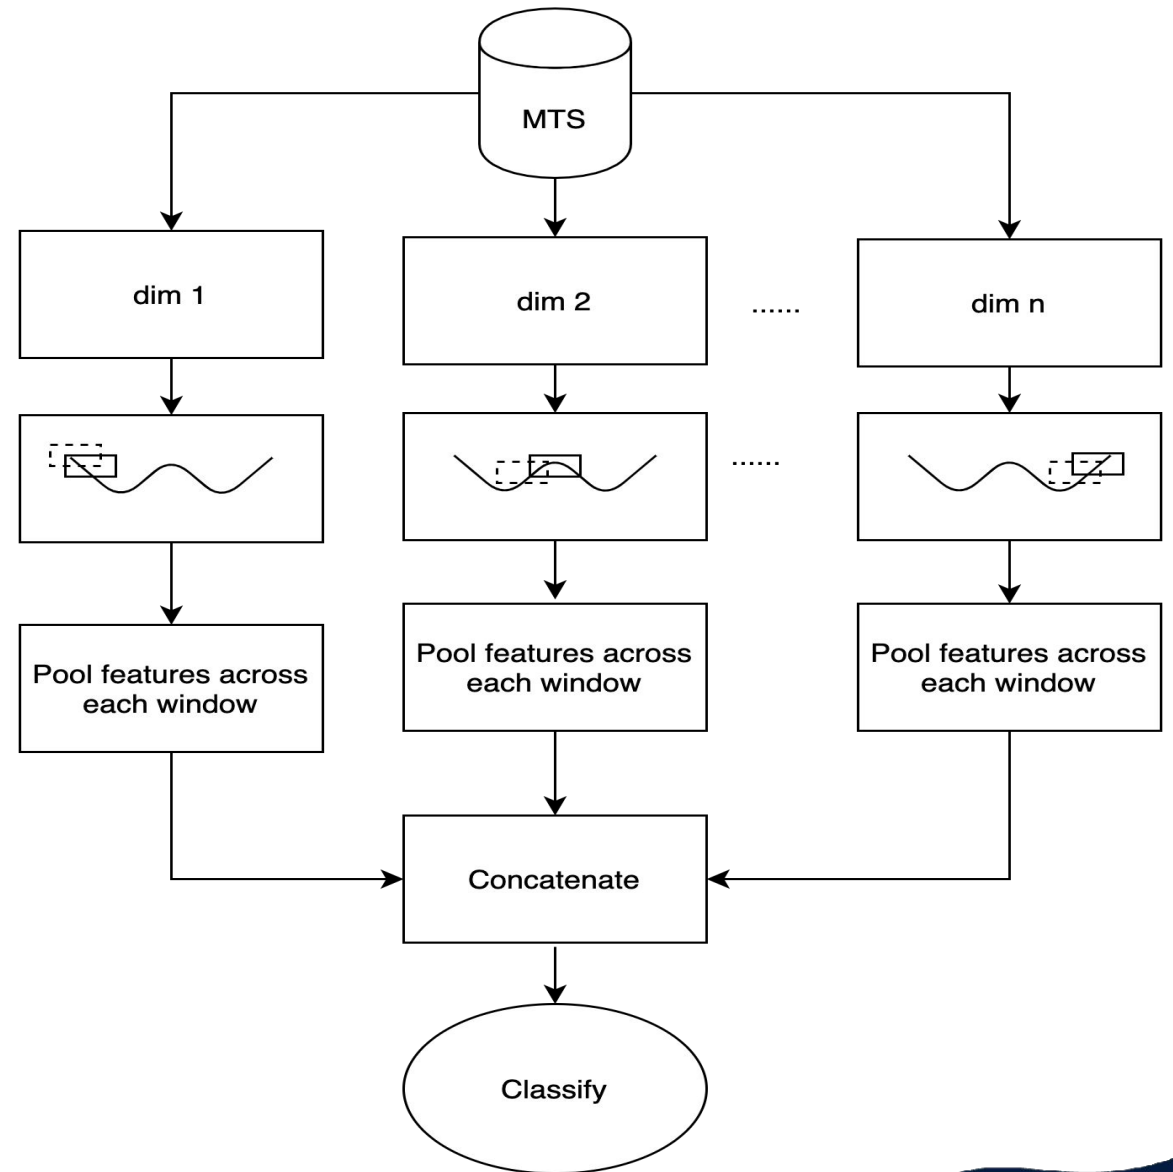 MTS
dim 1
dim 2
......
dim n
......
Pool features across
each window
Pool features across
each window
Pool features across
each window
Concatenate
Classify